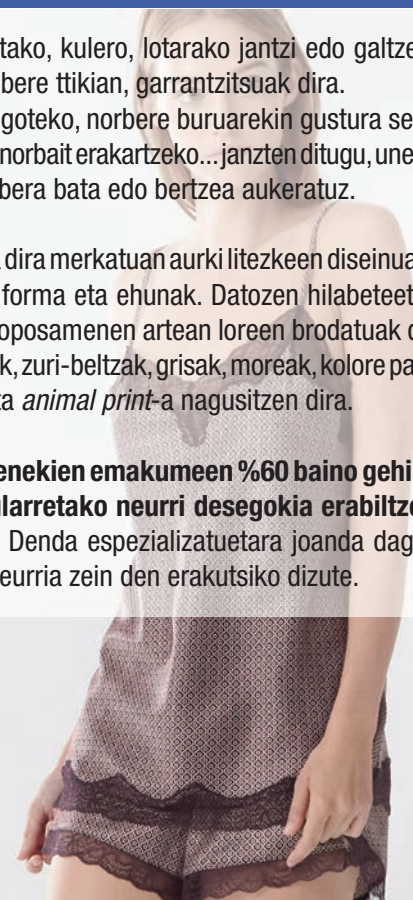 tako, kulero, lotarako jantzi edo galtze
bere ttikian, garrantzitsuak dira.
goteko, norbere buruarekin gustura se
norbait erakartzeko... janzten ditugu, une
bera bata edo bertzea aukeratuz.
dira merkatuan aurki litezkeen diseinua
forma eta ehunak. Datozen hilabeteet
oposamenen artean loreen brodatuak
k, zuri-beltzak, grisak, moreak, kolore pa
ta animal print-a nagusitzen dira.
enekien emakumeen %60 baino gehi
ularretako neurri desegokia erabiltze
Denda espezializatuetara joanda dag
eurria zein den erakutsiko dizute.